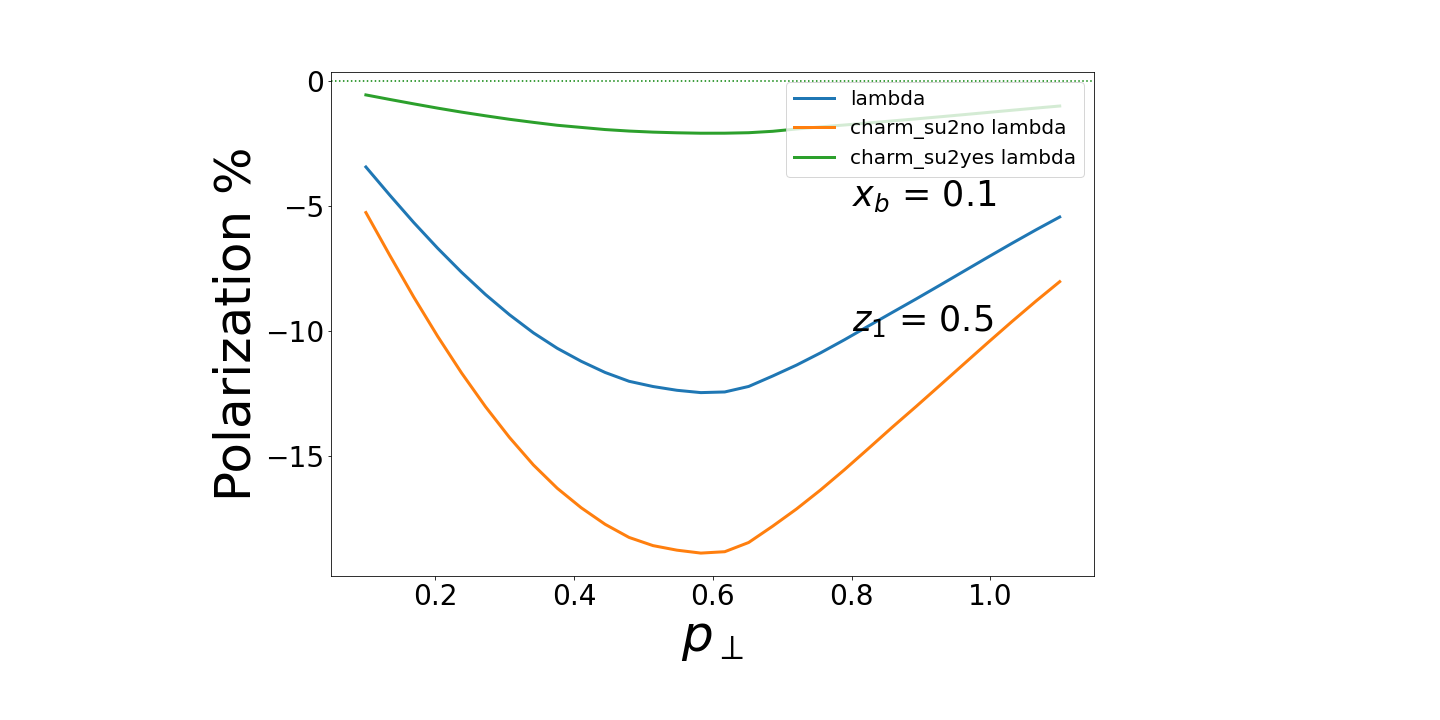 Polarization %
0
−5
−10
−15
lambda
charm_su2no lambda
charm_su2yes lambda
x_b = 0.1
z_1 = 0.5
0.2 0.4 0.6 0.8 1.0
p_⊥